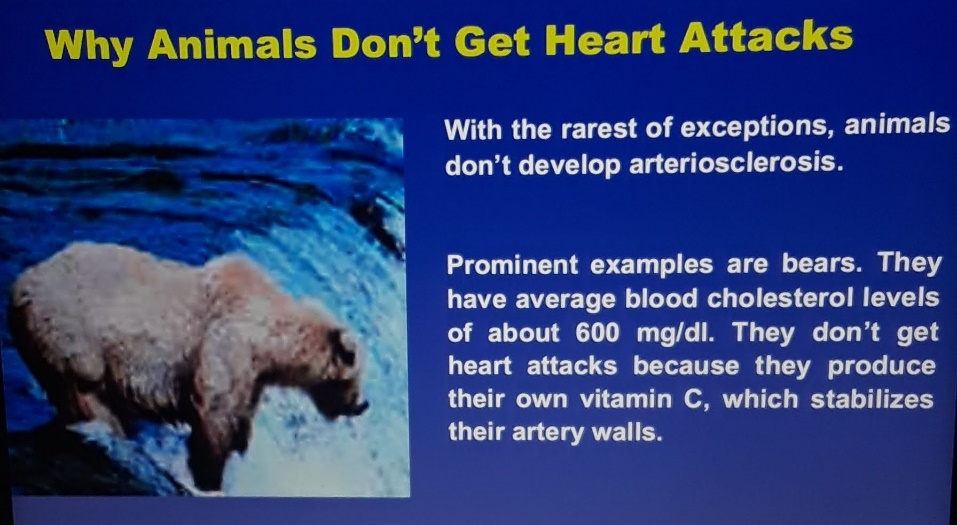 Why Animals Don't Get Heart Attacks
With the rarest of exceptions, animals
don't develop arteriosclerosis.
Prominent examples are bears. They
have average blood cholesterol levels
of about 600 mg/dl. They don't get
heart attacks because they produce
their own vitamin C, which stabilizes
their artery walls.